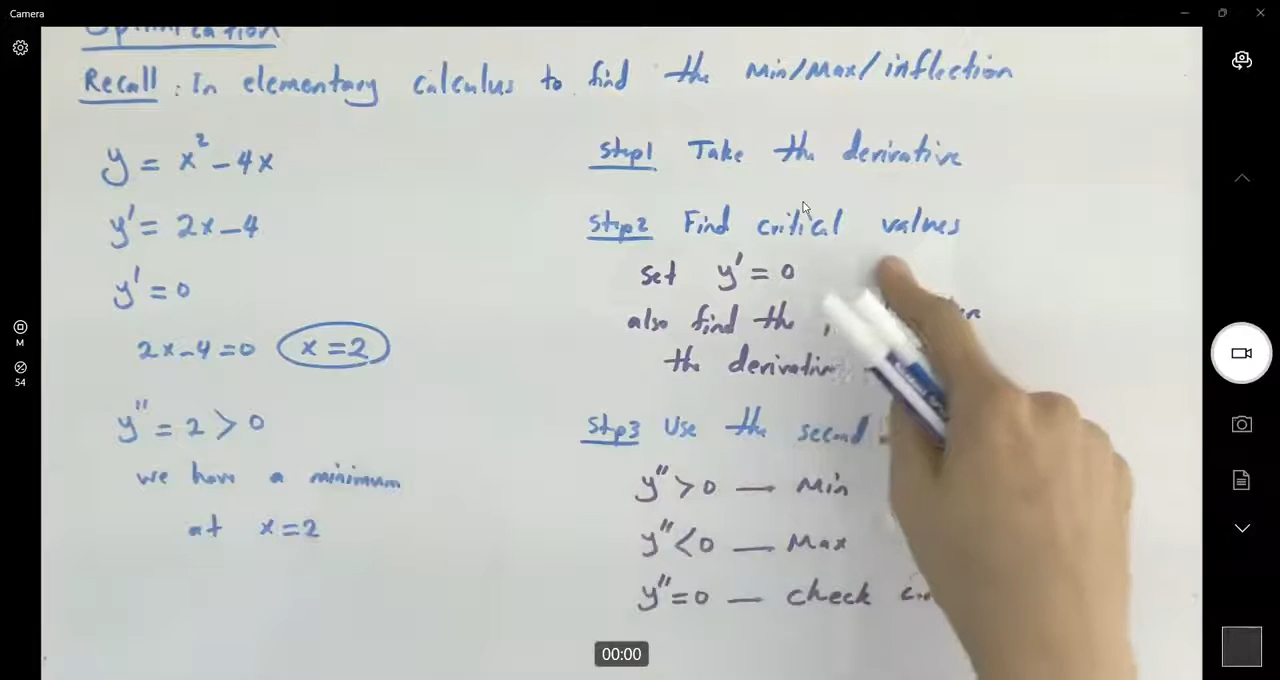 Camera
Optimization
Recall : In elementary calculus to find the Min/Max/inflection
y = x² - 4x
y' = 2x - 4
y' = 0
2x - 4 = 0 x = 2
y'' = 2 > 0
we have a minimum
at x = 2
Step1 Take the derivative
Step2 Find critical values
set y' = 0
also find the
the derivative
Step3 Use the second
y'' > 0 — Min
y'' < 0 — Max
y'' = 0 — check
M
54
00:00